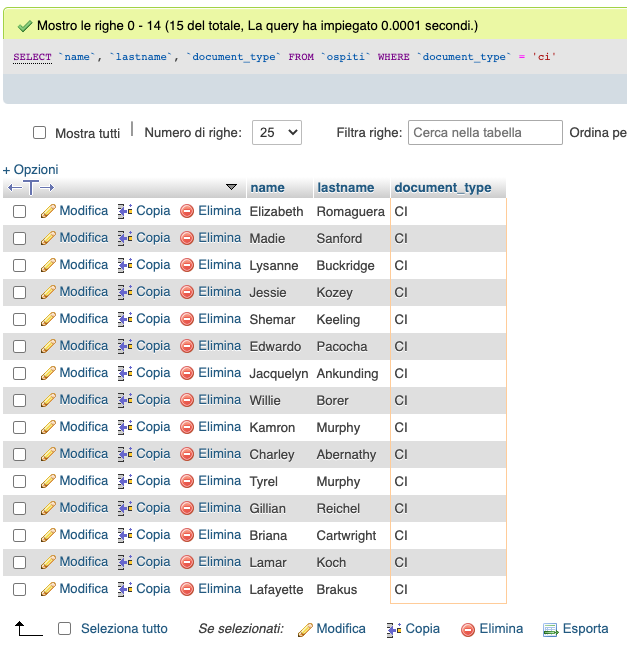 Mostro le righe 0 - 14 (15 del totale, La query ha impiegato 0.0001 secondi.)
SELECT `name`, `lastname`, `document_type` FROM `ospiti` WHERE `document_type` = 'ci'
Mostra tutti | Numero di righe: 25 Filtra righe: Cerca nella tabella Ordina pe
+ Opzioni
←T→ name lastname document_type
Modifica Copia Elimina Elizabeth Romaguera CI
Modifica Copia Elimina Madie Sanford CI
Modifica Copia Elimina Lysanne Buckridge CI
Modifica Copia Elimina Jessie Kozey CI
Modifica Copia Elimina Shemar Keeling CI
Modifica Copia Elimina Edwardo Pacocha CI
Modifica Copia Elimina Jacquelyn Ankunding CI
Modifica Copia Elimina Willie Borer CI
Modifica Copia Elimina Kamron Murphy CI
Modifica Copia Elimina Charley Abernathy CI
Modifica Copia Elimina Tyrel Murphy CI
Modifica Copia Elimina Gillian Reichel CI
Modifica Copia Elimina Briana Cartwright CI
Modifica Copia Elimina Lamar Koch CI
Modifica Copia Elimina Lafayette Brakus CI
Seleziona tutto Se selezionati: Modifica Copia Elimina Esporta